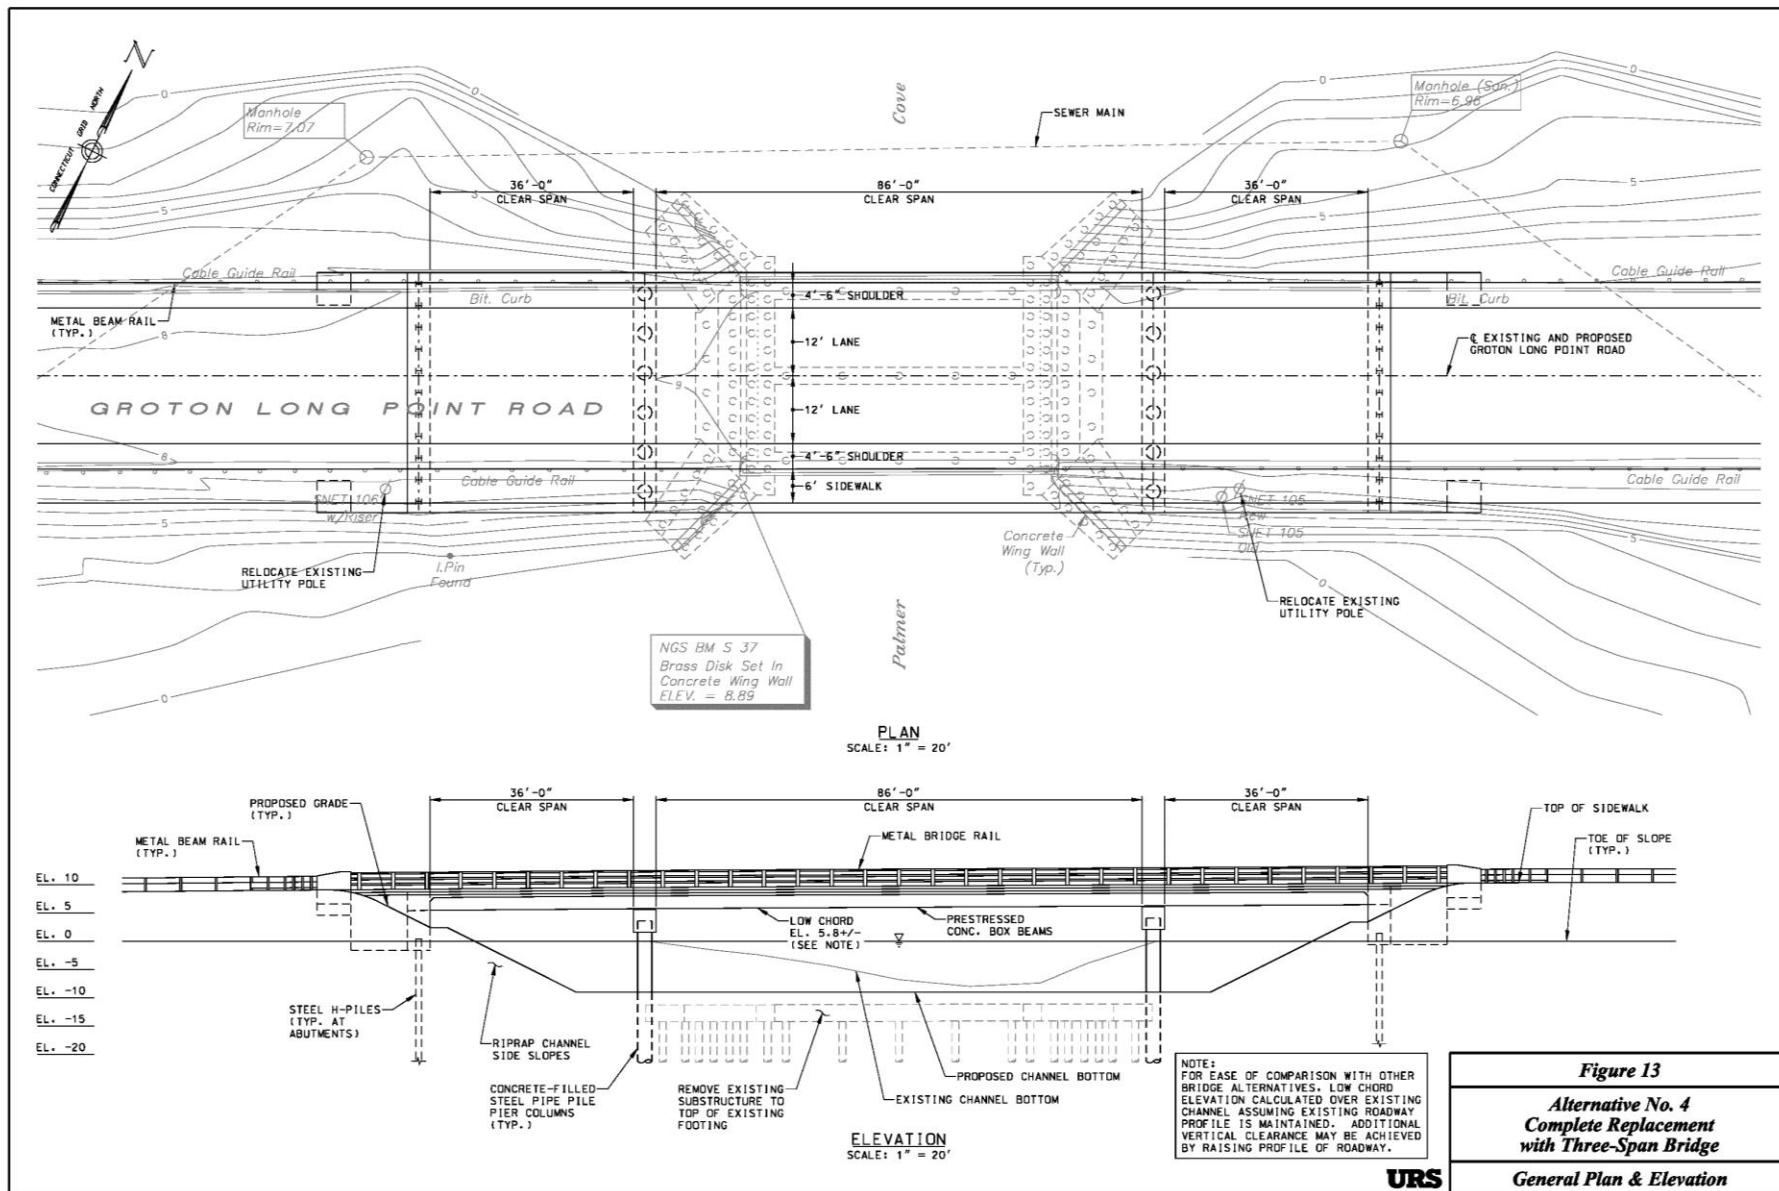 N
CONNECTICUT GRID NORTH
Manhole
Rim=7.07
Cove
SEWER MAIN
Manhole (San.)
Rim=6.96
0
0
0
0
36'-0"
CLEAR SPAN
86'-0"
CLEAR SPAN
36'-0"
CLEAR SPAN
5
5
5
Cable Guide Rail
Bit. Curb
METAL BEAM RAIL
(TYP.)
8
4'-6" SHOULDER
Cable Guide Rail
Bit. Curb
12' LANE
℄ EXISTING AND PROPOSED
GROTON LONG POINT ROAD
9
GROTON LONG POINT ROAD
12' LANE
8
4'-6" SHOULDER
Cable Guide Rail
6' SIDEWALK
Cable Guide Rail
SNET 106
w/Riser
SNET 105
New
SNET 105
Old
5
5
Concrete
Wing Wall
(Typ.)
I.Pin
Found
RELOCATE EXISTING
UTILITY POLE
0
RELOCATE EXISTING
UTILITY POLE
Palmer
NGS BM S 37
Brass Disk Set In
Concrete Wing Wall
ELEV. = 8.89
0
PLAN
SCALE: 1" = 20'
36'-0"
CLEAR SPAN
86'-0"
CLEAR SPAN
36'-0"
CLEAR SPAN
PROPOSED GRADE
(TYP.)
METAL BEAM RAIL
(TYP.)
METAL BRIDGE RAIL
TOP OF SIDEWALK
TOE OF SLOPE
(TYP.)
EL. 10
EL. 5
EL. 0
EL. -5
EL. -10
EL. -15
EL. -20
LOW CHORD
EL. 5.8+/-
(SEE NOTE)
PRESTRESSED
CONC. BOX BEAMS
STEEL H-PILES
(TYP. AT
ABUTMENTS)
RIPRAP CHANNEL
SIDE SLOPES
CONCRETE-FILLED
STEEL PIPE PILE
PIER COLUMNS
(TYP.)
REMOVE EXISTING
SUBSTRUCTURE TO
TOP OF EXISTING
FOOTING
PROPOSED CHANNEL BOTTOM
EXISTING CHANNEL BOTTOM
ELEVATION
SCALE: 1" = 20'
NOTE:
FOR EASE OF COMPARISON WITH OTHER
BRIDGE ALTERNATIVES, LOW CHORD
ELEVATION CALCULATED OVER EXISTING
CHANNEL ASSUMING EXISTING ROADWAY
PROFILE IS MAINTAINED. ADDITIONAL
VERTICAL CLEARANCE MAY BE ACHIEVED
BY RAISING PROFILE OF ROADWAY.
URS
Figure 13
Alternative No. 4
Complete Replacement
with Three-Span Bridge
General Plan & Elevation